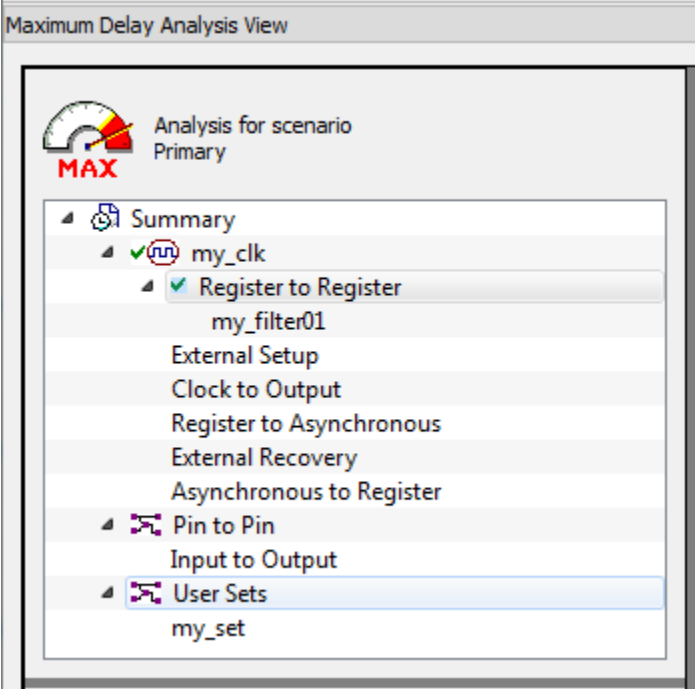 Maximum Delay Analysis View
Analysis for scenario
Primary
MAX
Summary
my_clk
Register to Register
my_filter01
External Setup
Clock to Output
Register to Asynchronous
External Recovery
Asynchronous to Register
Pin to Pin
Input to Output
User Sets
my_set